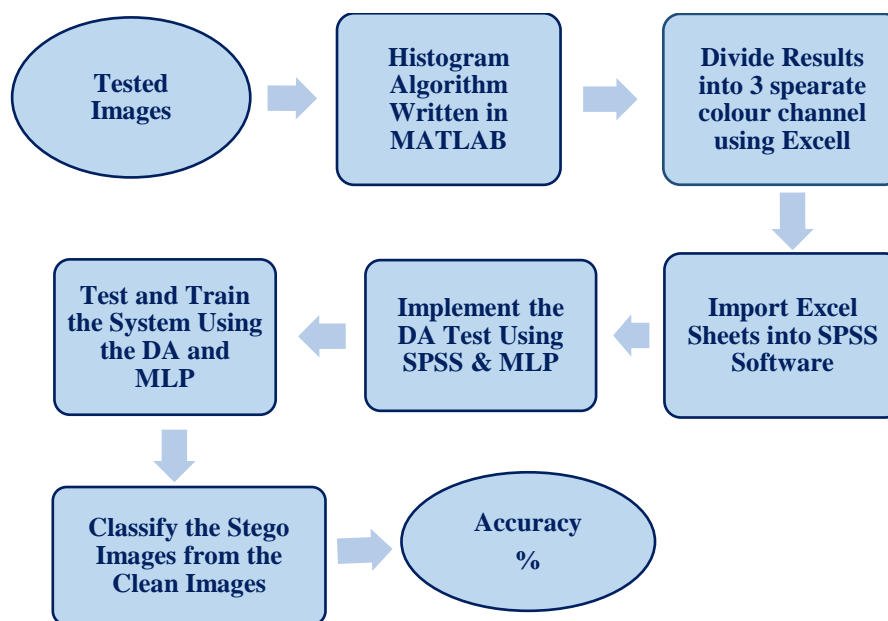 Tested
Images
Histogram
Algorithm
Written in
MATLAB
Divide Results
into 3 spearate
colour channel
using Excell
Import Excel
Sheets into SPSS
Software
Implement the
DA Test Using
SPSS & MLP
Test and Train
the System Using
the DA and
MLP
Classify the Stego
Images from the
Clean Images
Accuracy
%